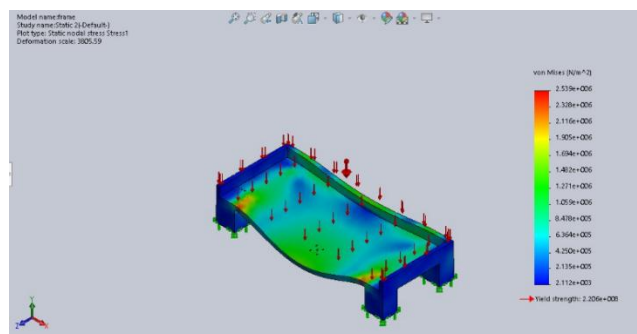 Model name:frame
Study name:Static 2(-Default-)
Plot type: Static nodal stress Stress1
Deformation scale: 3805.59
von Mises (N/m^2)
2.539e+006
2.328e+006
2.116e+006
1.905e+006
1.694e+006
1.482e+006
1.271e+006
1.059e+006
8.478e+005
6.364e+005
4.250e+005
2.135e+005
2.112e+003
Yield strength: 2.206e+008
Y
Z
X